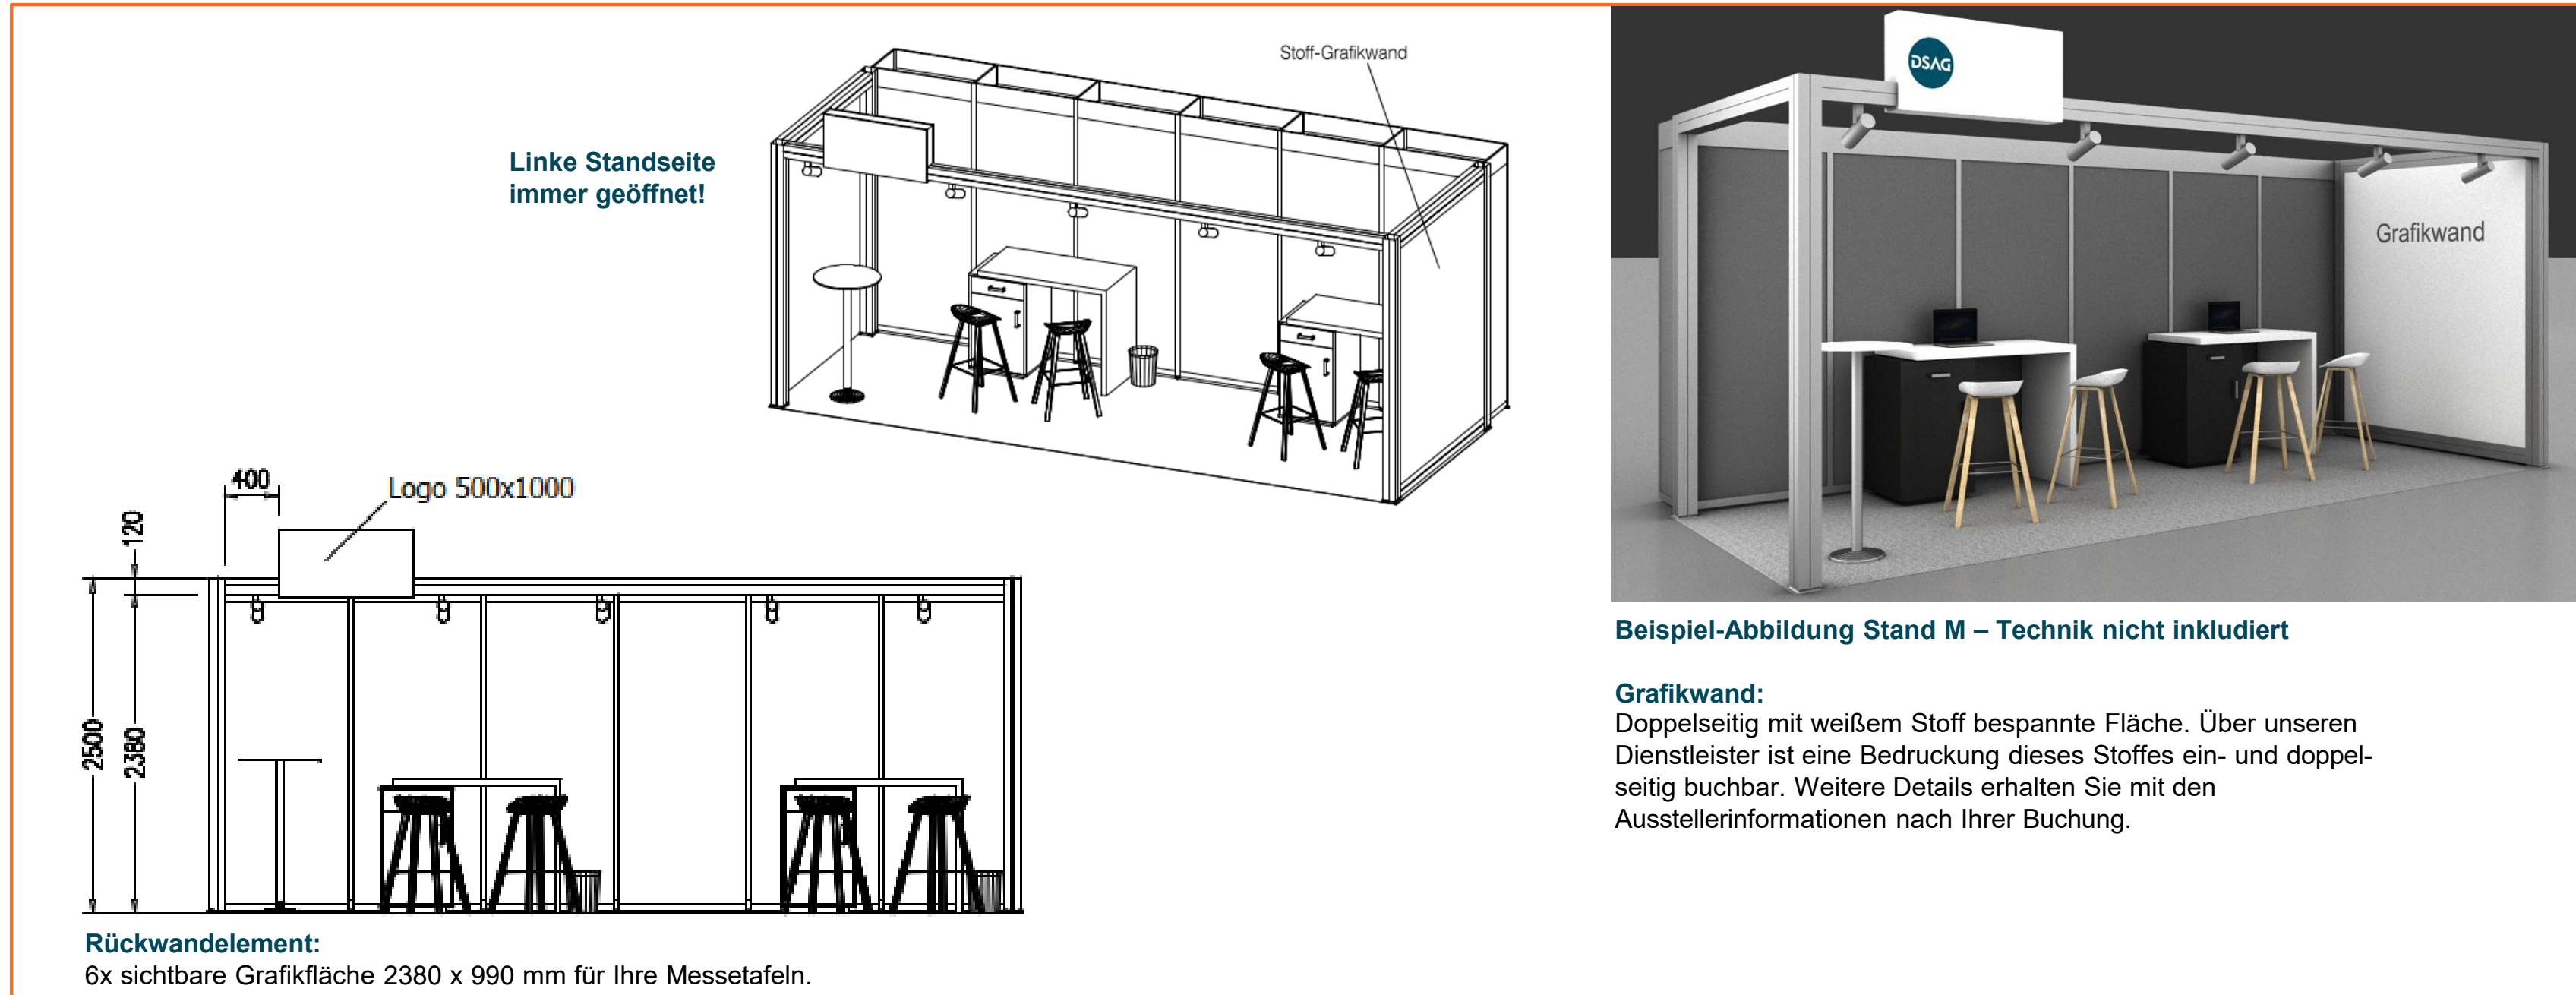 Stoff-Grafikwand
Linke Standseite
immer geöffnet!
DSAG
Grafikwand
400
Logo 500x1000
120
2500
2380
Beispiel-Abbildung Stand M – Technik nicht inkludiert
Grafikwand:
Doppelseitig mit weißem Stoff bespannte Fläche. Über unseren
Dienstleister ist eine Bedruckung dieses Stoffes ein- und doppel-
seitig buchbar. Weitere Details erhalten Sie mit den
Ausstellerinformationen nach Ihrer Buchung.
Rückwandelement:
6x sichtbare Grafikfläche 2380 x 990 mm für Ihre Messetafeln.